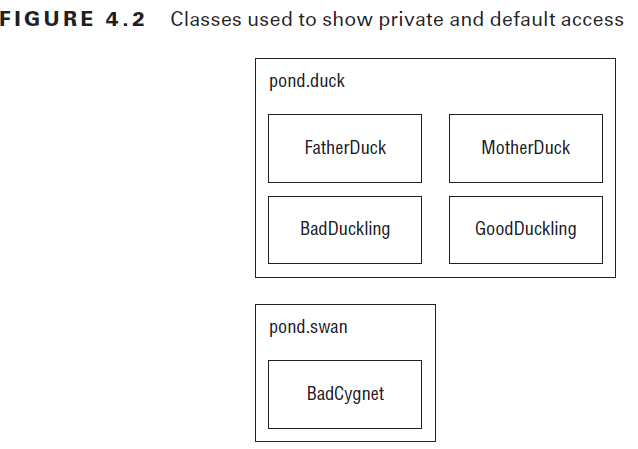 FIGURE 4.2 Classes used to show private and default access
pond.duck
FatherDuck MotherDuck
BadDuckling GoodDuckling
pond.swan
BadCygnet